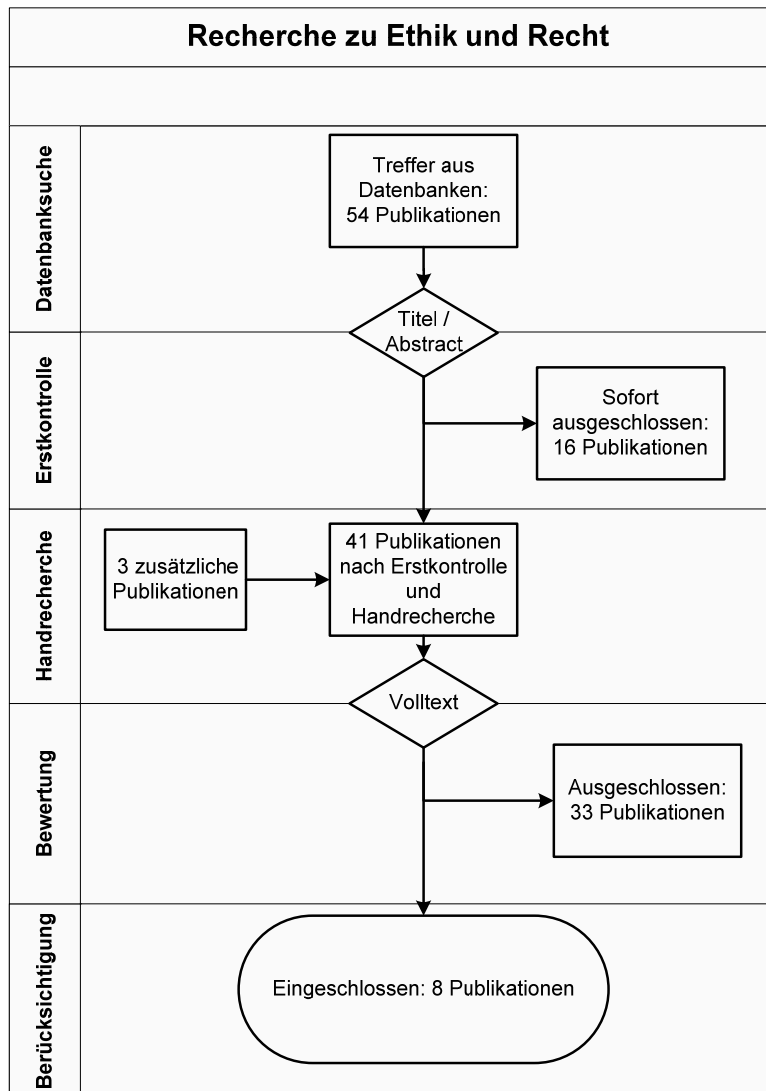 Recherche zu Ethik und Recht
Datenbanksuche
Treffer aus
Datenbanken:
54 Publikationen
Titel /
Abstract
Erstkontrolle
Sofort
ausgeschlossen:
16 Publikationen
Handrecherche
3 zusätzliche
Publikationen
41 Publikationen
nach Erstkontrolle
und
Handrecherche
Volltext
Bewertung
Ausgeschlossen:
33 Publikationen
Berücksichtigung
Eingeschlossen: 8 Publikationen